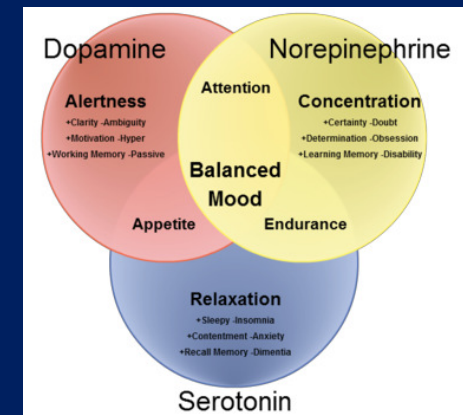 Dopamine
Norepinephrine
Attention
Alertness
+Clarity -Ambiguity
+Motivation -Hyper
+Working Memory -Passive
Concentration
+Certainty -Doubt
+Determination -Obsession
+Learning Memory -Disability
Balanced
Mood
Appetite
Endurance
Relaxation
+Sleepy -Insomnia
+Contentment -Anxiety
+Recall Memory -Dimentia
Serotonin